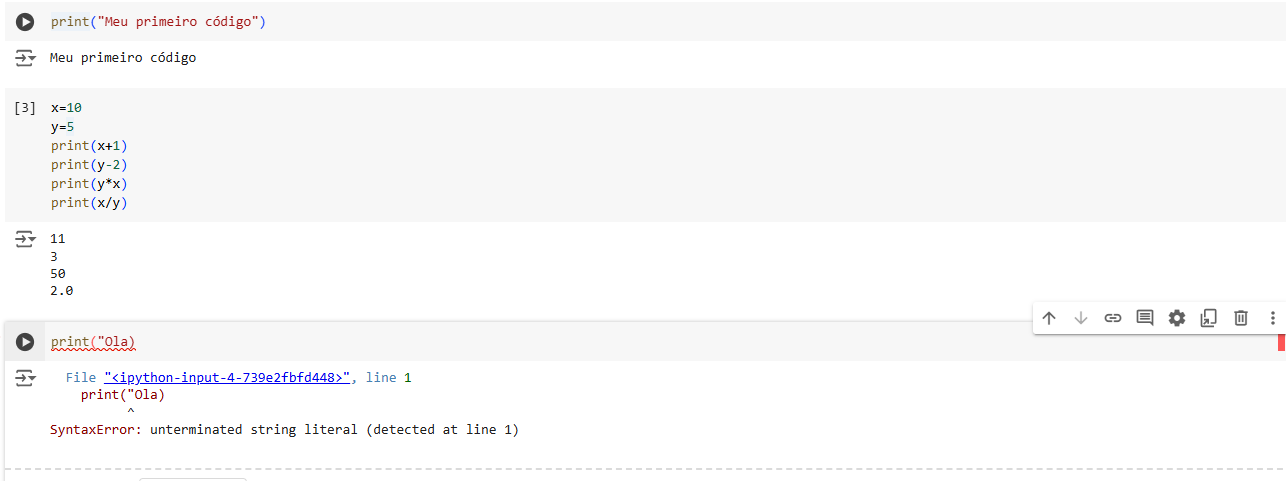 print("Meu primeiro código")
Meu primeiro código
[3] x=10
y=5
print(x+1)
print(y-2)
print(y*x)
print(x/y)
11
3
50
2.0
print("Ola)
File "<ipython-input-4-739e2fbfd448>", line 1
print("Ola)
^
SyntaxError: unterminated string literal (detected at line 1)